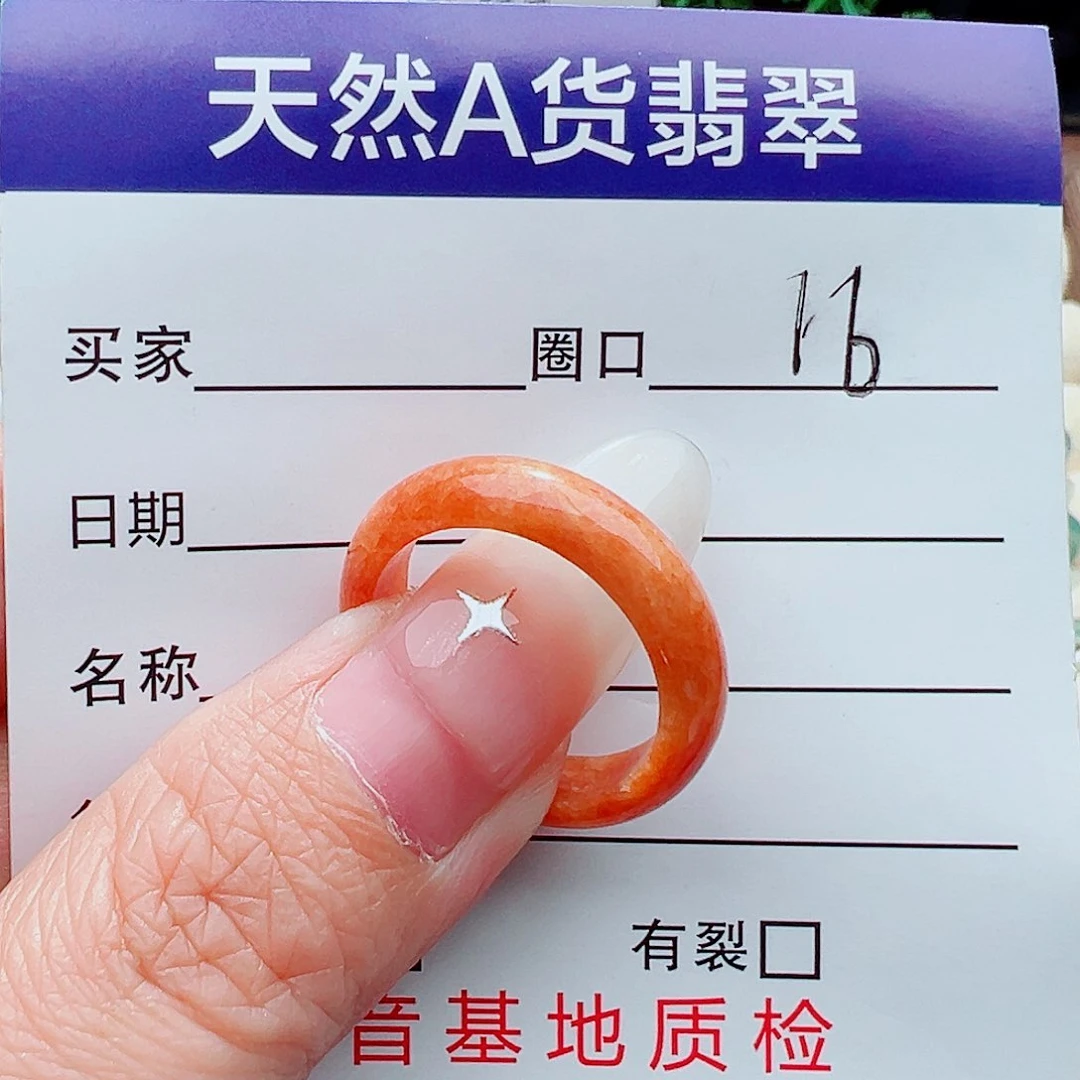 天然A货翡翠
买家 圈口 16
日期
名称
有裂
音基地质检